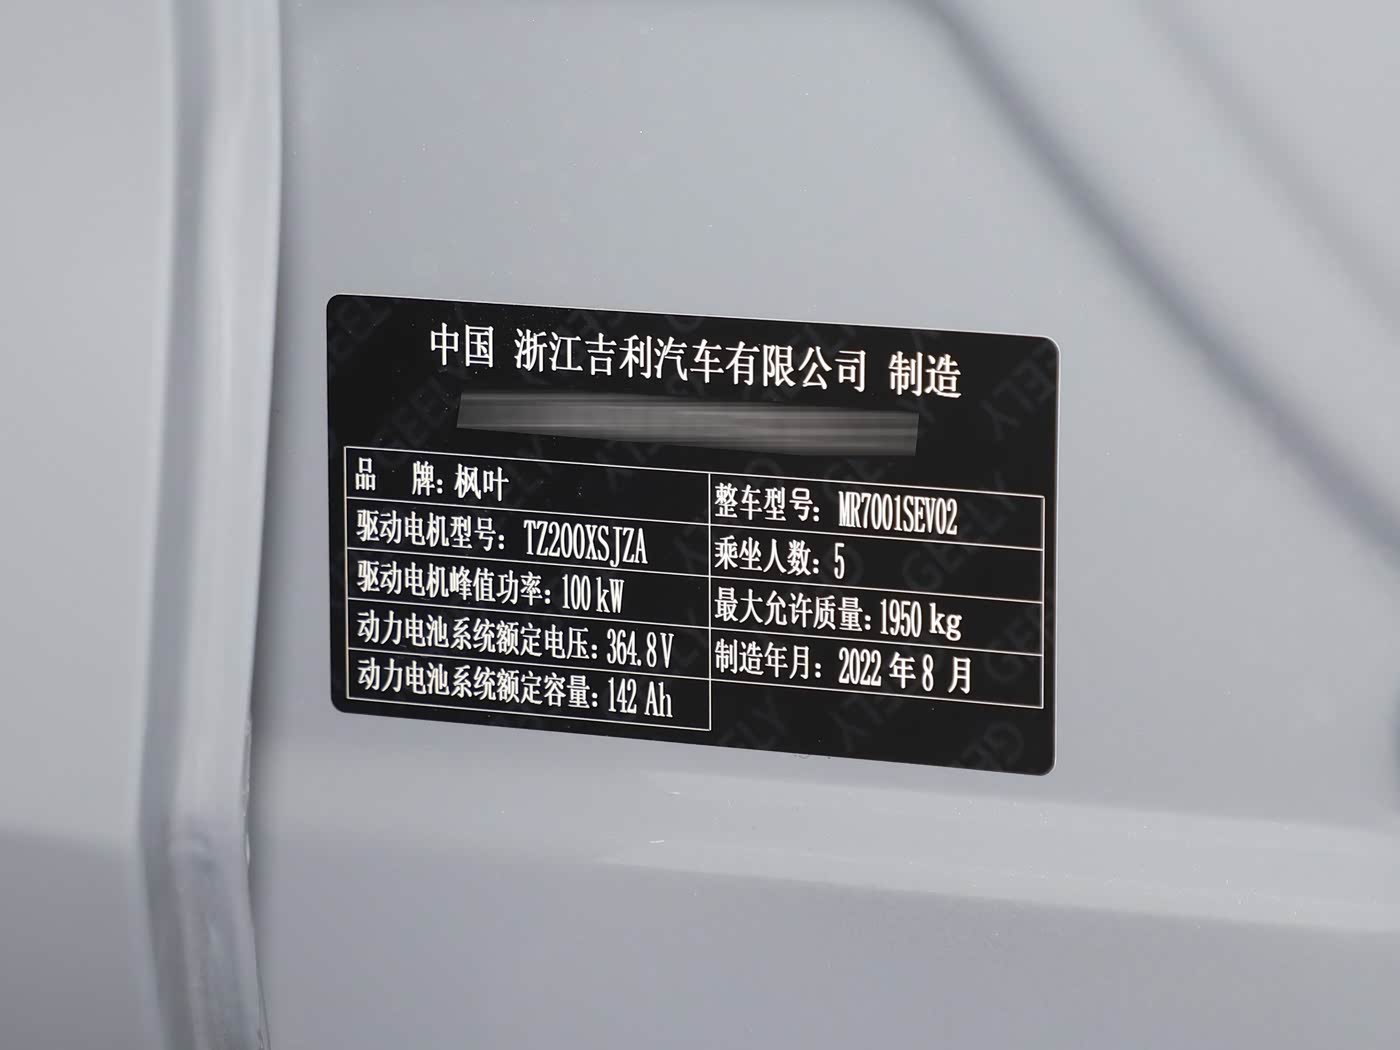 中国 浙江吉利汽车有限公司 制造
品 牌: 枫叶
整车型号: MR7001SEV02
驱动电机型号: TZ200XSJZA
乘坐人数: 5
驱动电机峰值功率: 100 kW
最大允许质量: 1950 kg
动力电池系统额定电压: 364.8V
制造年月: 2022 年 8 月
动力电池系统额定容量: 142 Ah